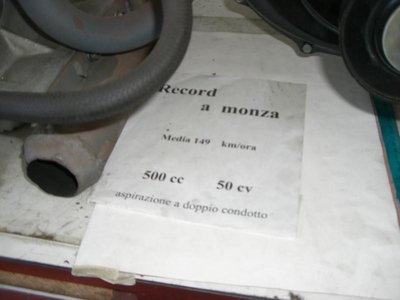 Record
a monza
Media 149 km/ora
500 cc 50 cv
aspirazione a doppio condotto